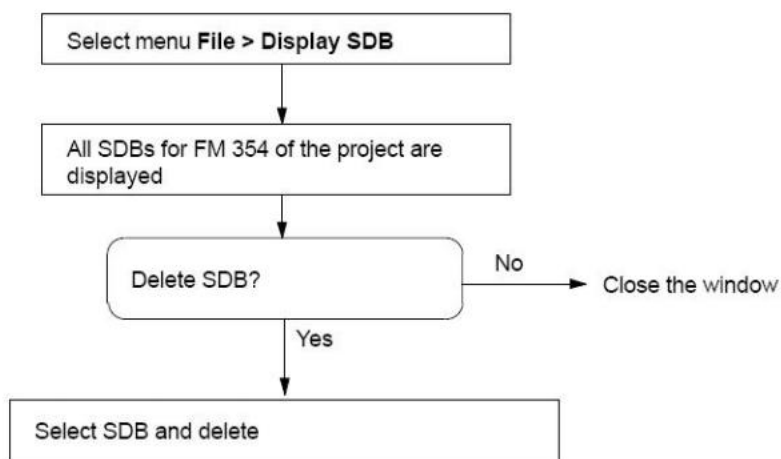 Select menu File > Display SDB
All SDBs for FM 354 of the project are
displayed
Delete SDB?
No
Close the window
Yes
Select SDB and delete